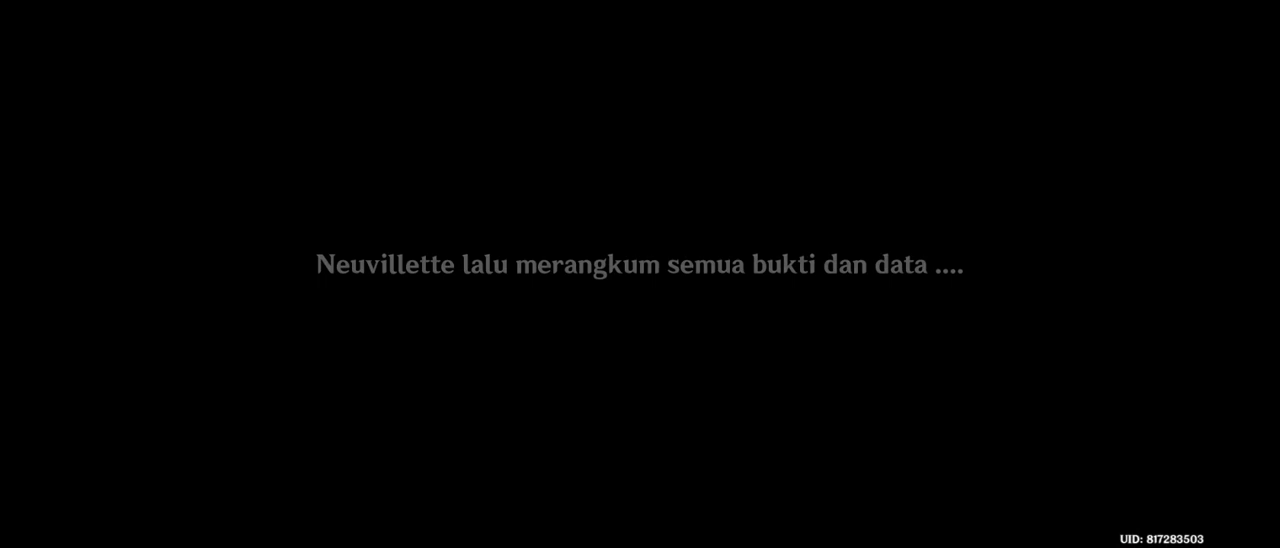 Neuvillette lalu merangkum semua bukti dan data ....
UID: 817283503